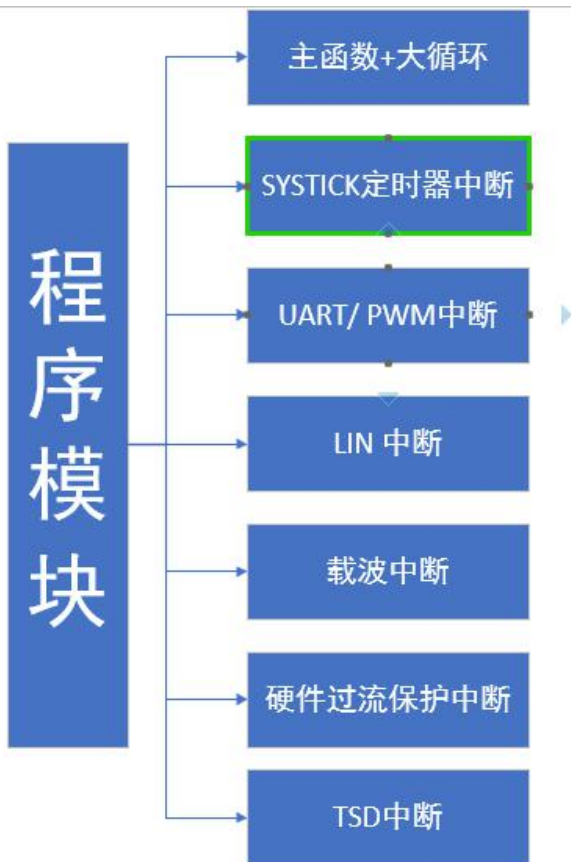 程序模块
主函数+大循环
SYSTICK定时器中断
UART/ PWM中断
LIN 中断
载波中断
硬件过流保护中断
TSD中断